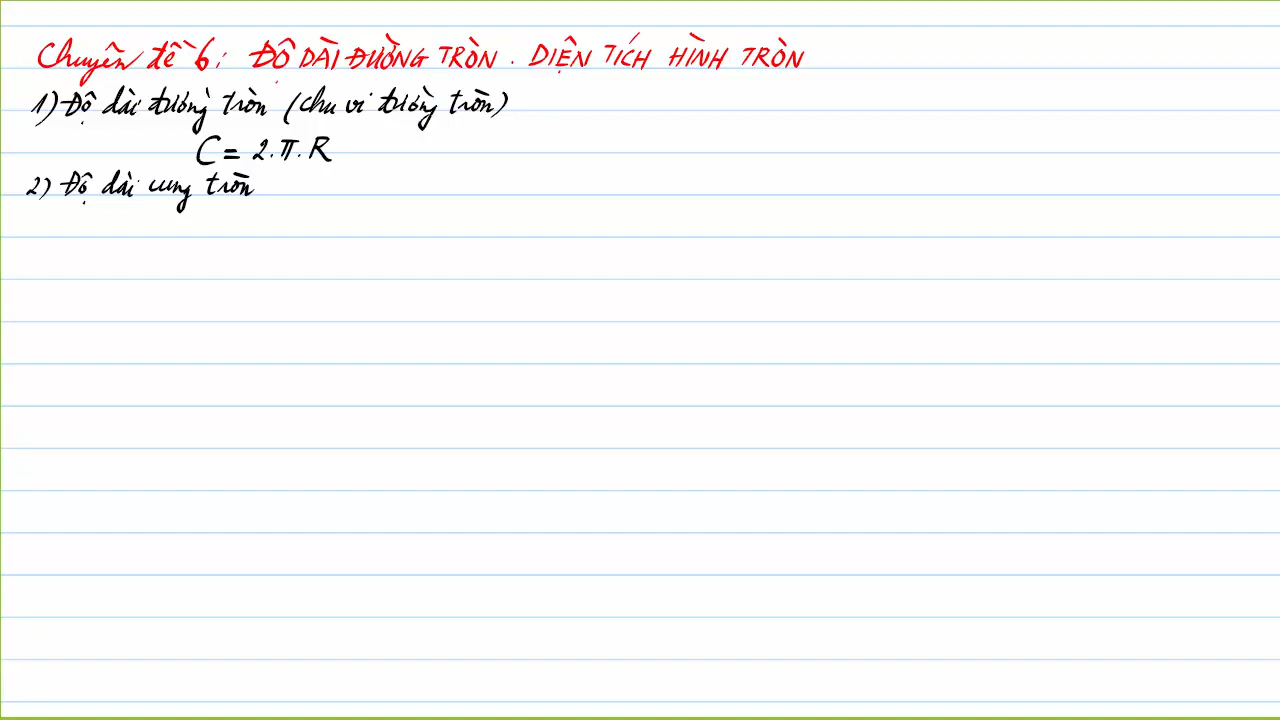 Chuyên đề 6: ĐỘ DÀI ĐƯỜNG TRÒN. DIỆN TÍCH HÌNH TRÒN
1) Độ dài đường tròn (chu vi đường tròn)
C = 2.π.R
2) Độ dài cung tròn